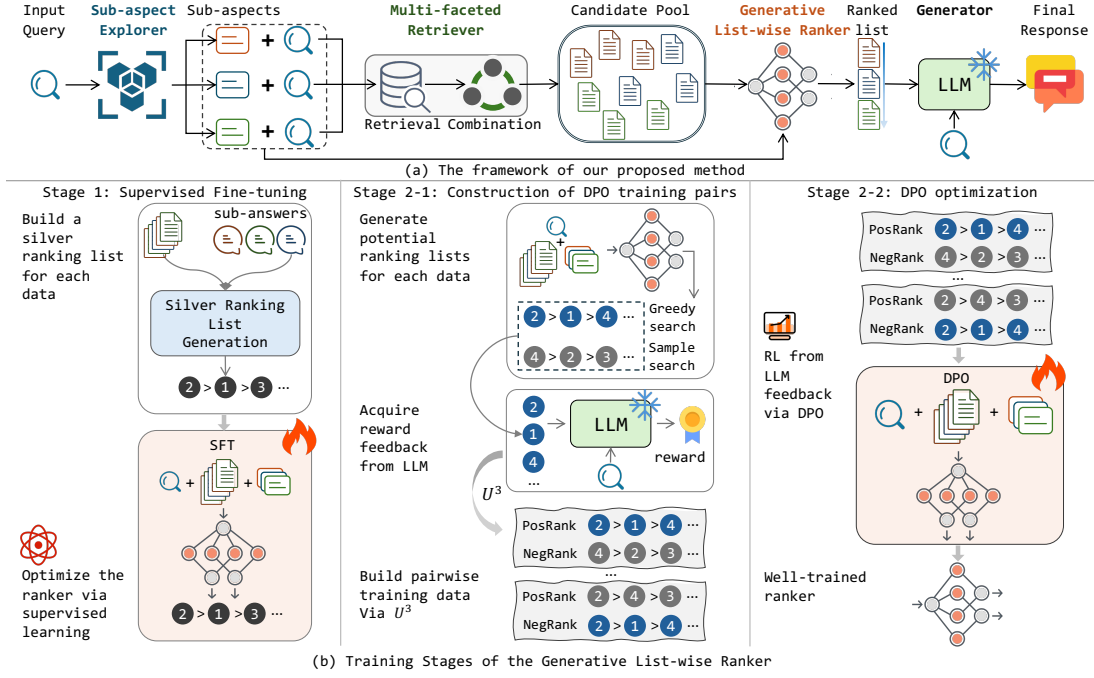 Input
Query
Sub-aspect
Explorer
Sub-aspects
Multi-faceted
Retriever
Candidate Pool
Generative
List-wise Ranker
Ranked
list
Generator
Final
Response
+
+
+
LLM
Retrieval Combination
(a) The framework of our proposed method
Stage 1: Supervised Fine-tuning
Build a
silver
ranking list
for each
data
sub-answers
Silver Ranking
List
Generation
2 > 1 > 3 ...
SFT
+ +
Optimize the
ranker via
supervised
learning
2 > 1 > 3 ...
Stage 2-1: Construction of DPO training pairs
Generate
potential
ranking lists
for each data
+
2 > 1 > 4 ...
Greedy
search
4 > 2 > 3 ...
Sample
search
Acquire
reward
feedback
from LLM
2
1
4
...
LLM
reward
U³
Build pairwise
training data
Via U³
PosRank 2 > 1 > 4 ...
NegRank 4 > 2 > 3 ...
...
PosRank 2 > 4 > 3 ...
NegRank 2 > 1 > 4 ...
Stage 2-2: DPO optimization
PosRank 2 > 1 > 4 ...
NegRank 4 > 2 > 3 ...
...
PosRank 2 > 4 > 3 ...
NegRank 2 > 1 > 4 ...
RL from
LLM
feedback
via DPO
DPO
+ +
Well-trained
ranker
(b) Training Stages of the Generative List-wise Ranker